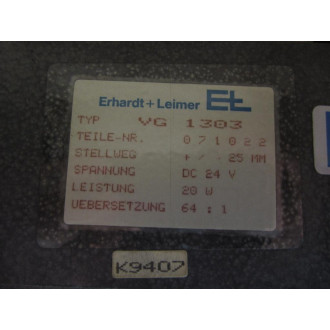 Erhardt+Leimer EL
TYP VG 1303
TEILE-NR. 071022
STELLWEG +/- 25 MM
SPANNUNG DC 24 V
LEISTUNG 20 W
UEBERSETZUNG 64 : 1
K9407